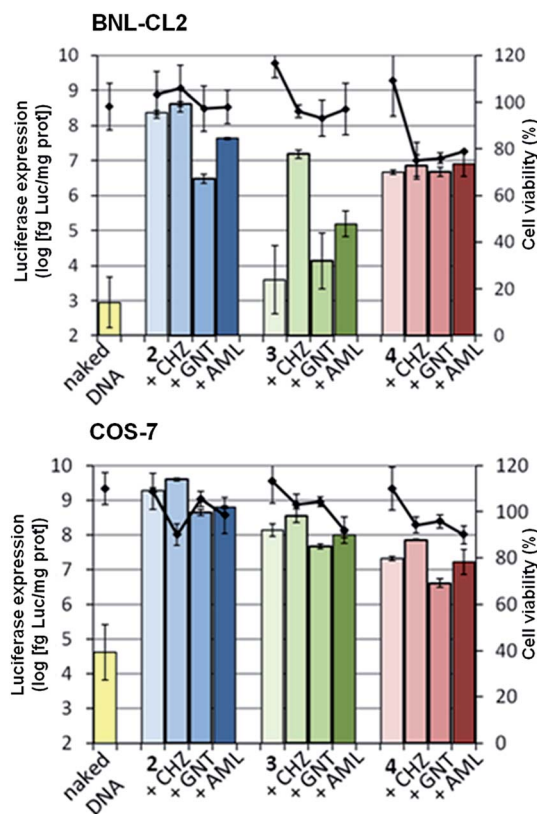 BNL-CL2
Luciferase expression
(log [fg Luc/mg prot])
10
9
8
7
6
5
4
3
2
120
100
80
60
40
20
0
Cell viability (%)
naked
DNA
2
+ CHZ
+ GNT
+ AML
3
+ CHZ
+ GNT
+ AML
4
+ CHZ
+ GNT
+ AML
COS-7
Luciferase expression
(log [fg Luc/mg prot])
10
9
8
7
6
5
4
3
2
120
100
80
60
40
20
0
Cell viability (%)
naked
DNA
2
+ CHZ
+ GNT
+ AML
3
+ CHZ
+ GNT
+ AML
4
+ CHZ
+ GNT
+ AML